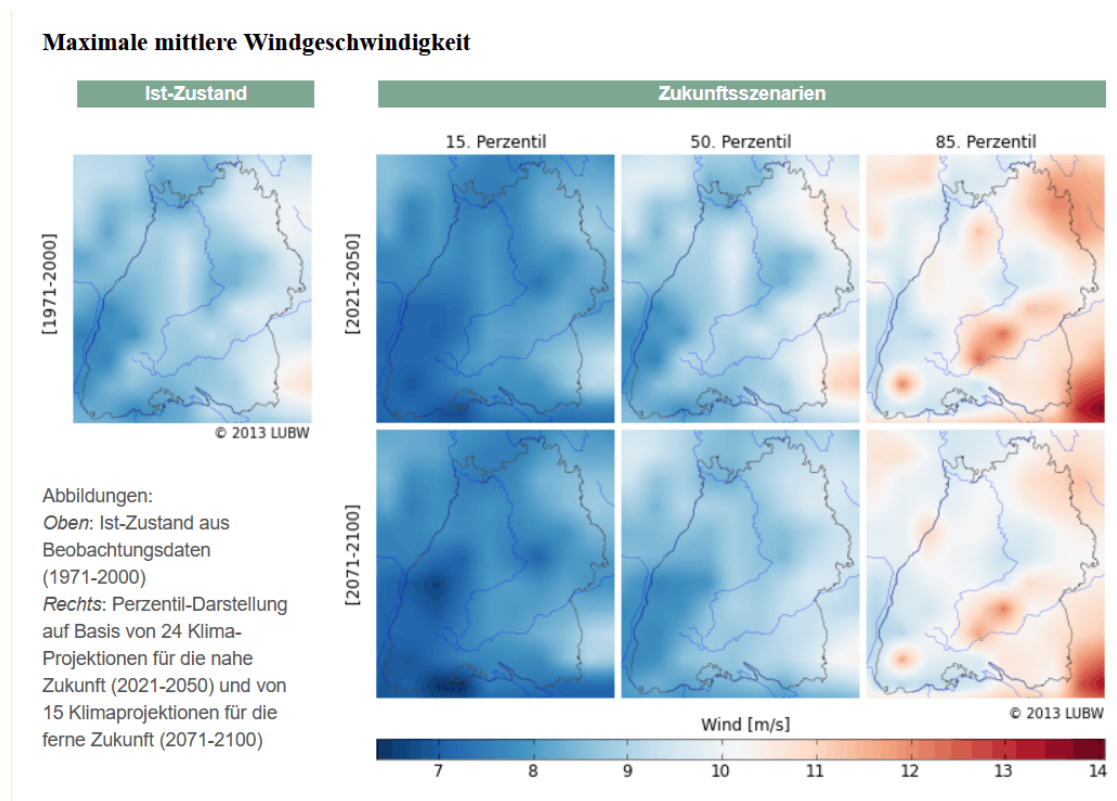 Maximale mittlere Windgeschwindigkeit
Ist-Zustand
Zukunftsszenarien
15. Perzentil
50. Perzentil
85. Perzentil
[1971-2000]
[2021-2050]
© 2013 LUBW
[2071-2100]
Abbildungen:
Oben: Ist-Zustand aus
Beobachtungsdaten
(1971-2000)
Rechts: Perzentil-Darstellung
auf Basis von 24 Klima-
Projektionen für die nahe
Zukunft (2021-2050) und von
15 Klimaprojektionen für die
ferne Zukunft (2071-2100)
© 2013 LUBW
Wind [m/s]
7 8 9 10 11 12 13 14